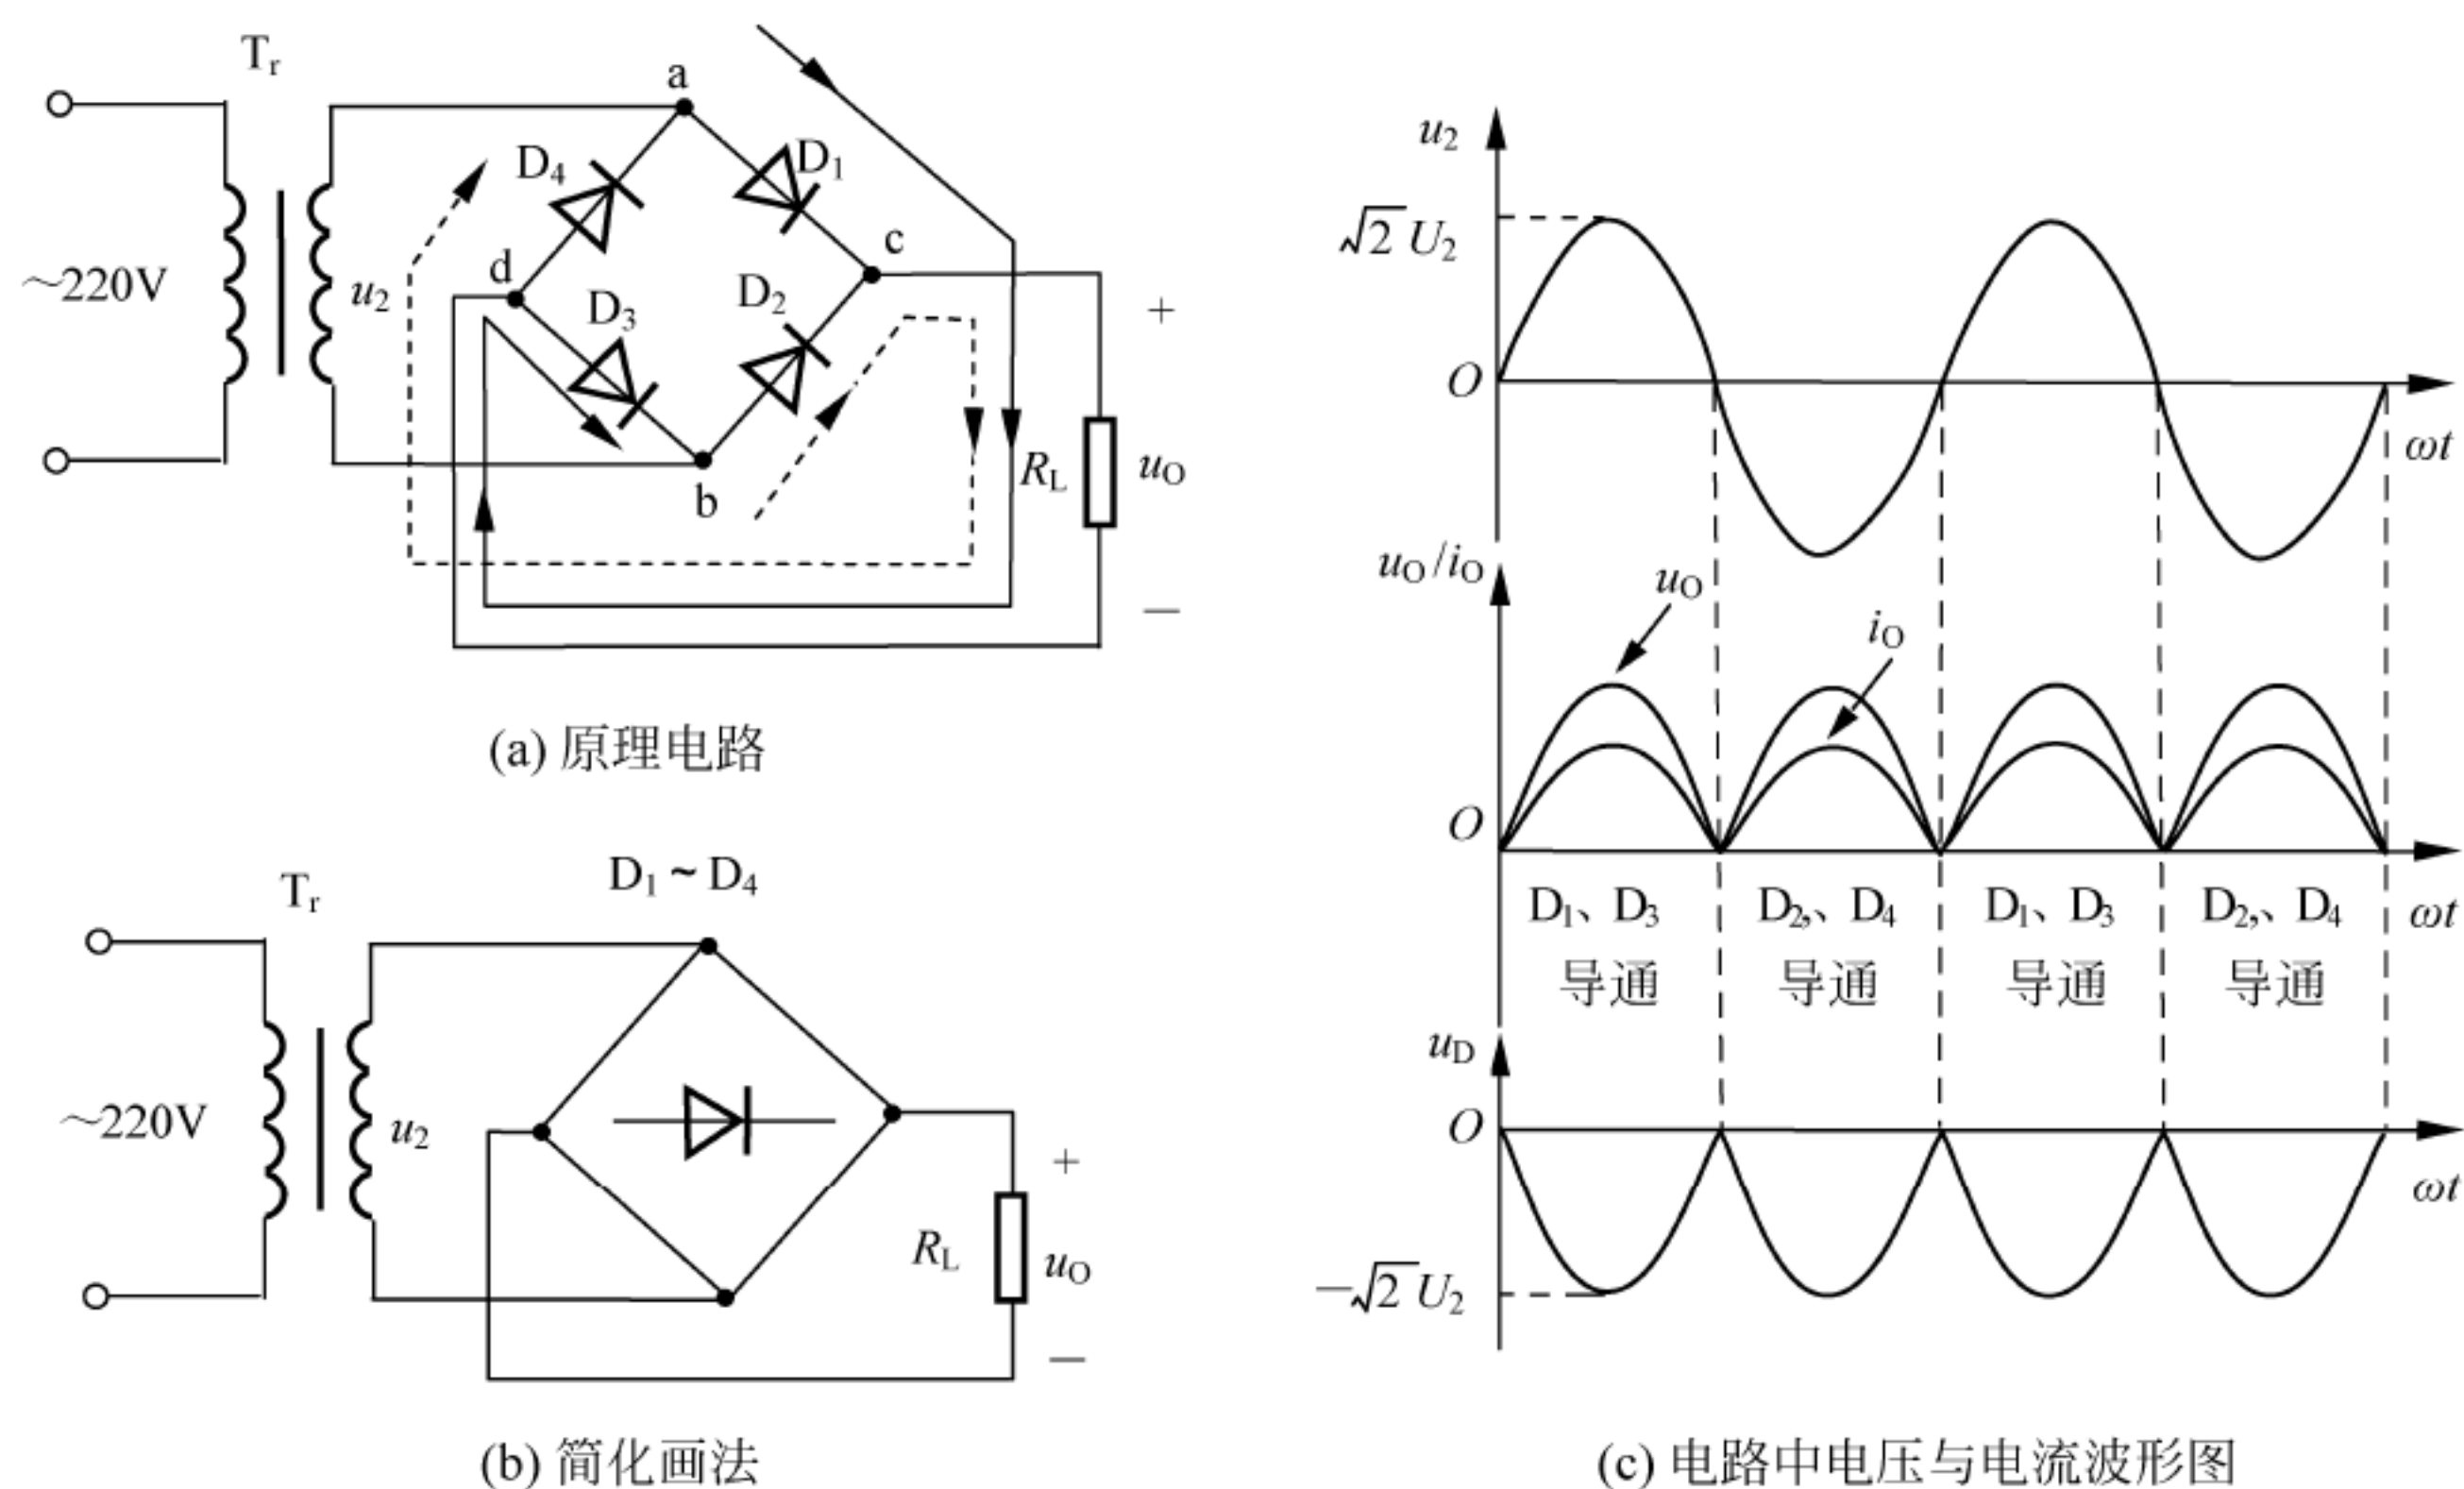 Tr
a
D4
D1
c
d
D3
D2
~220V
u2
+
RL
uO
b
—
(a) 原理电路
D1 ~ D4
Tr
~220V
u2
+
RL
uO
—
(b) 简化画法
u2
√2 U2
O
ωt
uO/iO
uO
iO
O
D1、D3 D2,、D4 D1、D3 D2,、D4 ωt
导通 导通 导通 导通
uD
O
ωt
-√2 U2
(c) 电路中电压与电流波形图